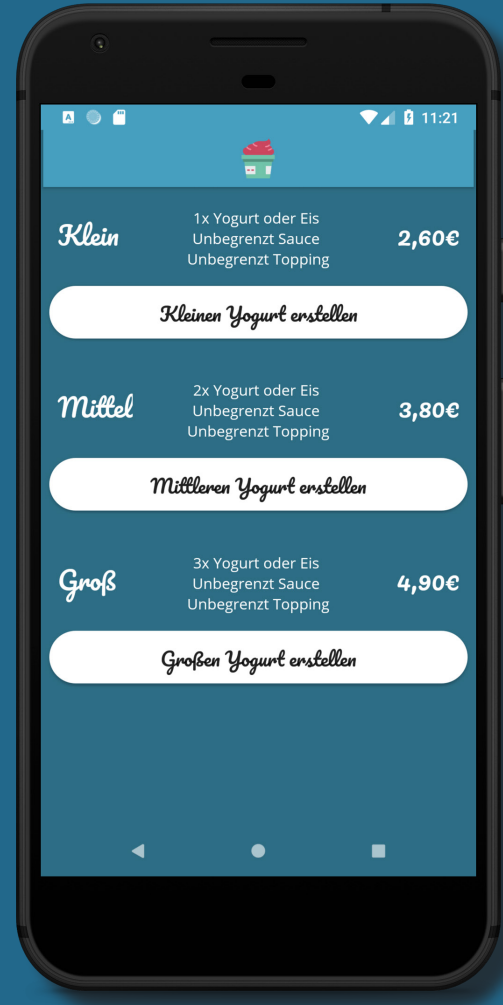 11:21
Klein
1x Yogurt oder Eis
Unbegrenzt Sauce
Unbegrenzt Topping
2,60€
Kleinen Yogurt erstellen
Mittel
2x Yogurt oder Eis
Unbegrenzt Sauce
Unbegrenzt Topping
3,80€
Mittleren Yogurt erstellen
Groß
3x Yogurt oder Eis
Unbegrenzt Sauce
Unbegrenzt Topping
4,90€
Großen Yogurt erstellen